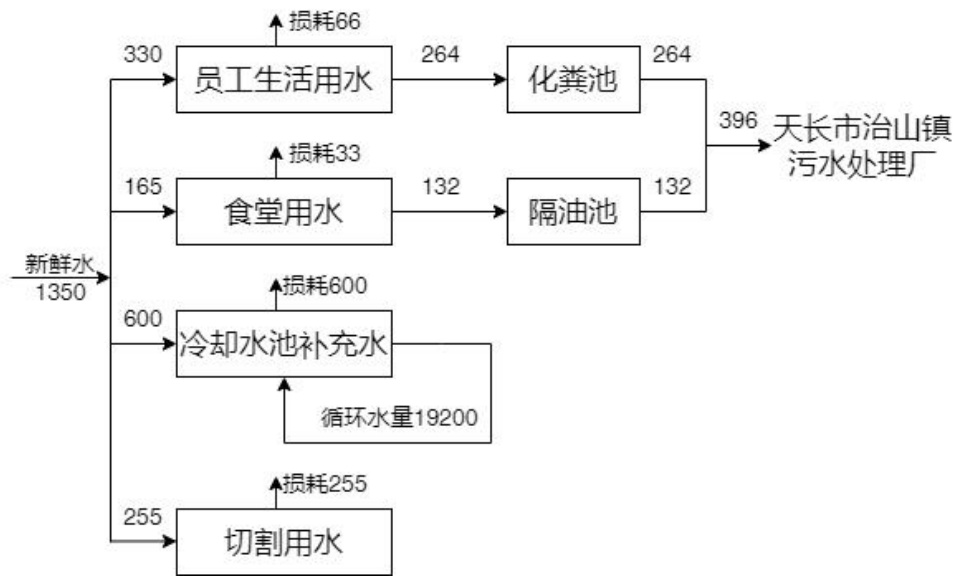 损耗66
330
员工生活用水
264
化粪池
264
396
天长市治山镇
污水处理厂
损耗33
165
食堂用水
132
隔油池
132
新鲜水
1350
损耗600
600
冷却水池补充水
循环水量19200
损耗255
255
切割用水